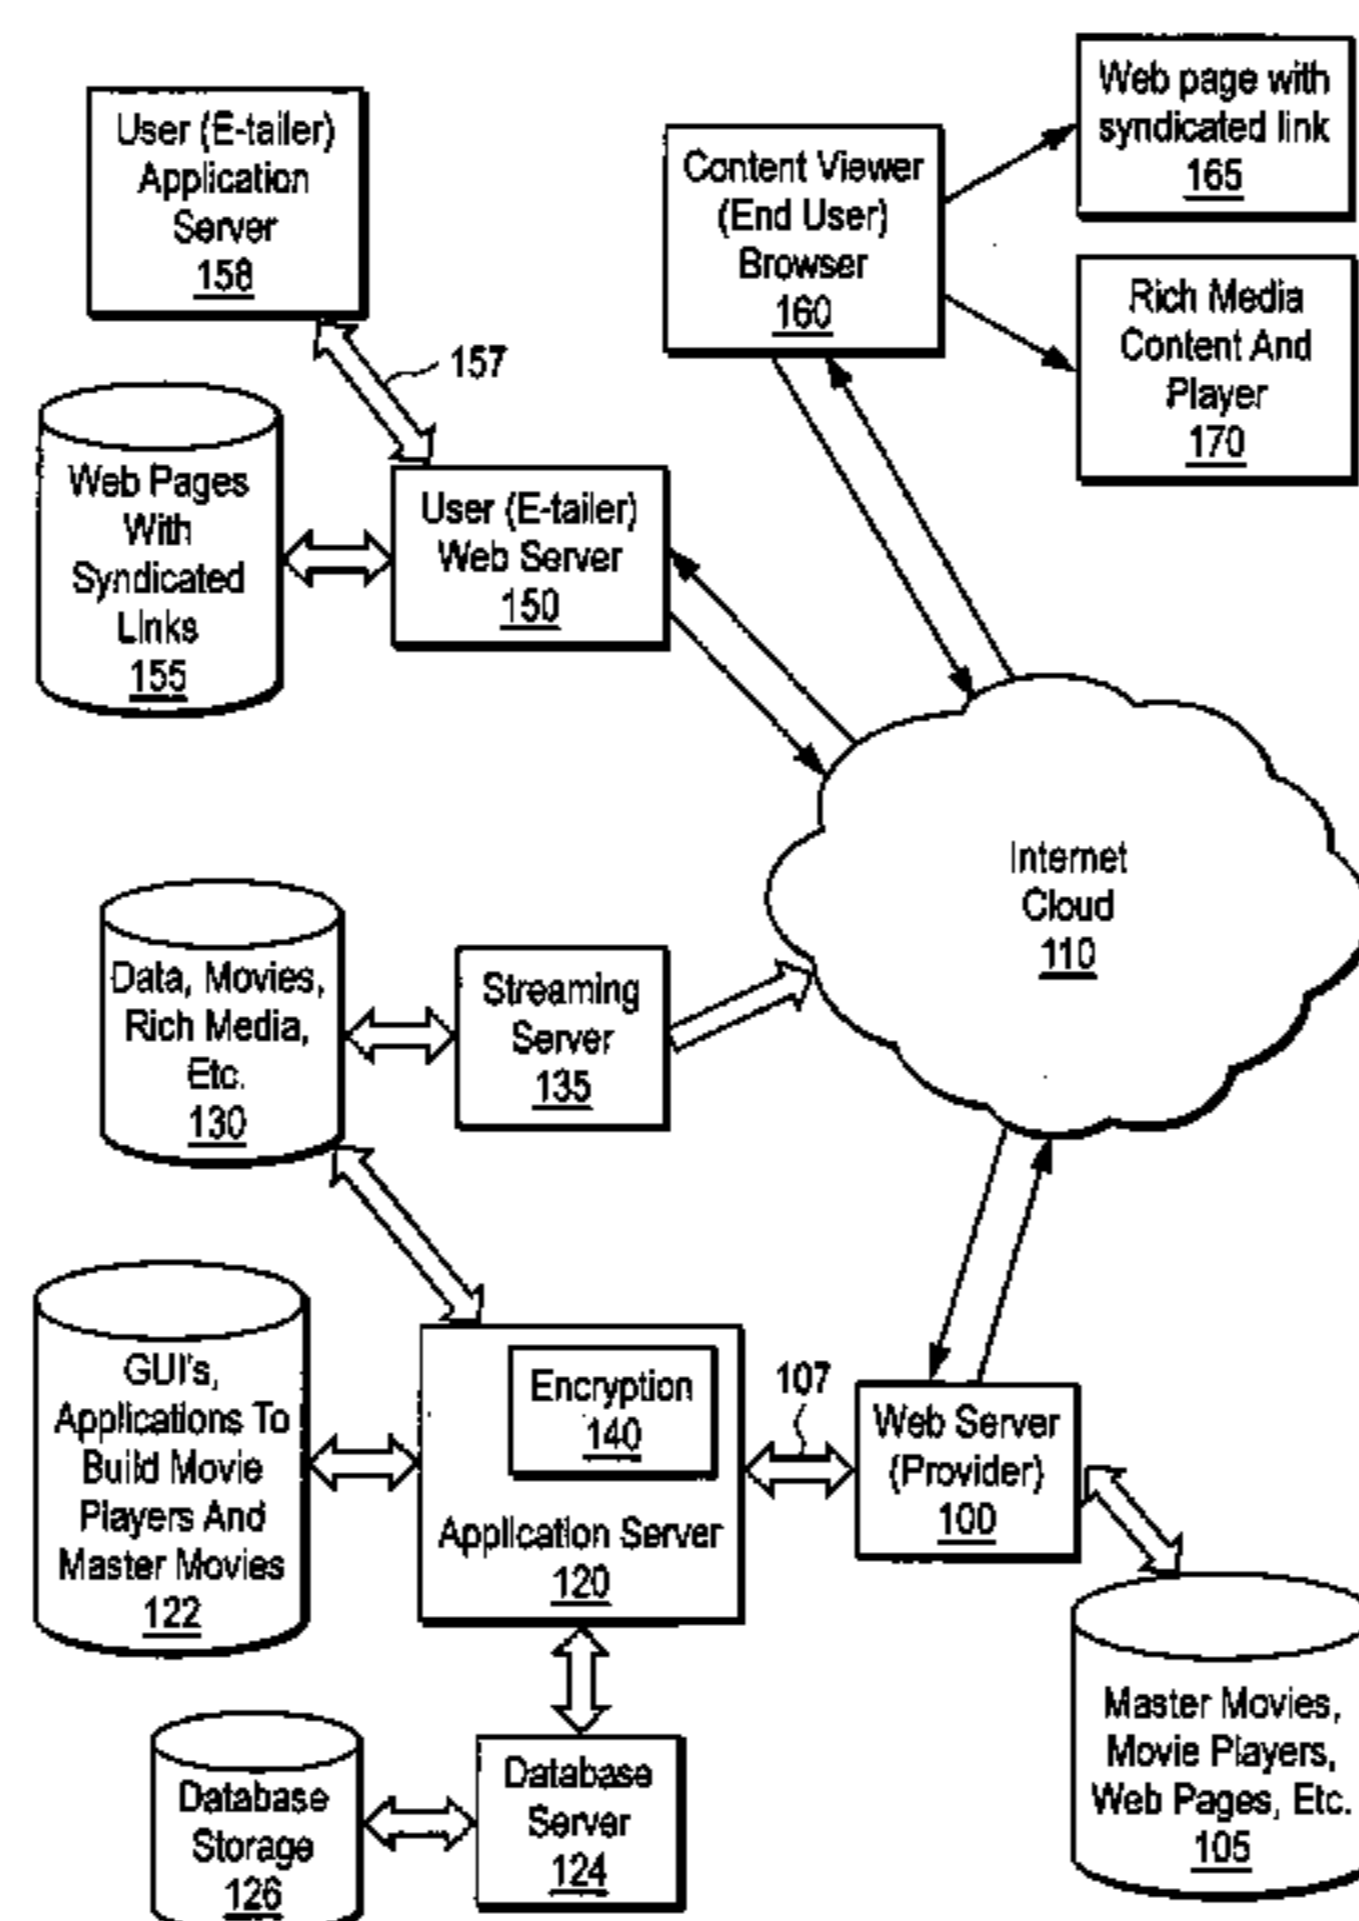 Web page with
syndicated link
165
User (E-tailer)
Application
Server
158
Content Viewer
(End User)
Browser
160
Rich Media
Content And
Player
170
157
Web Pages
With
Syndicated
Links
155
User (E-tailer)
Web Server
150
Internet
Cloud
110
Data, Movies,
Rich Media,
Etc.
130
Streaming
Server
135
GUI's,
Applications To
Build Movie
Players And
Master Movies
122
Encryption
140
Application Server
120
107
Web Server
(Provider)
100
Database
Storage
126
Database
Server
124
Master Movies,
Movie Players,
Web Pages, Etc.
105